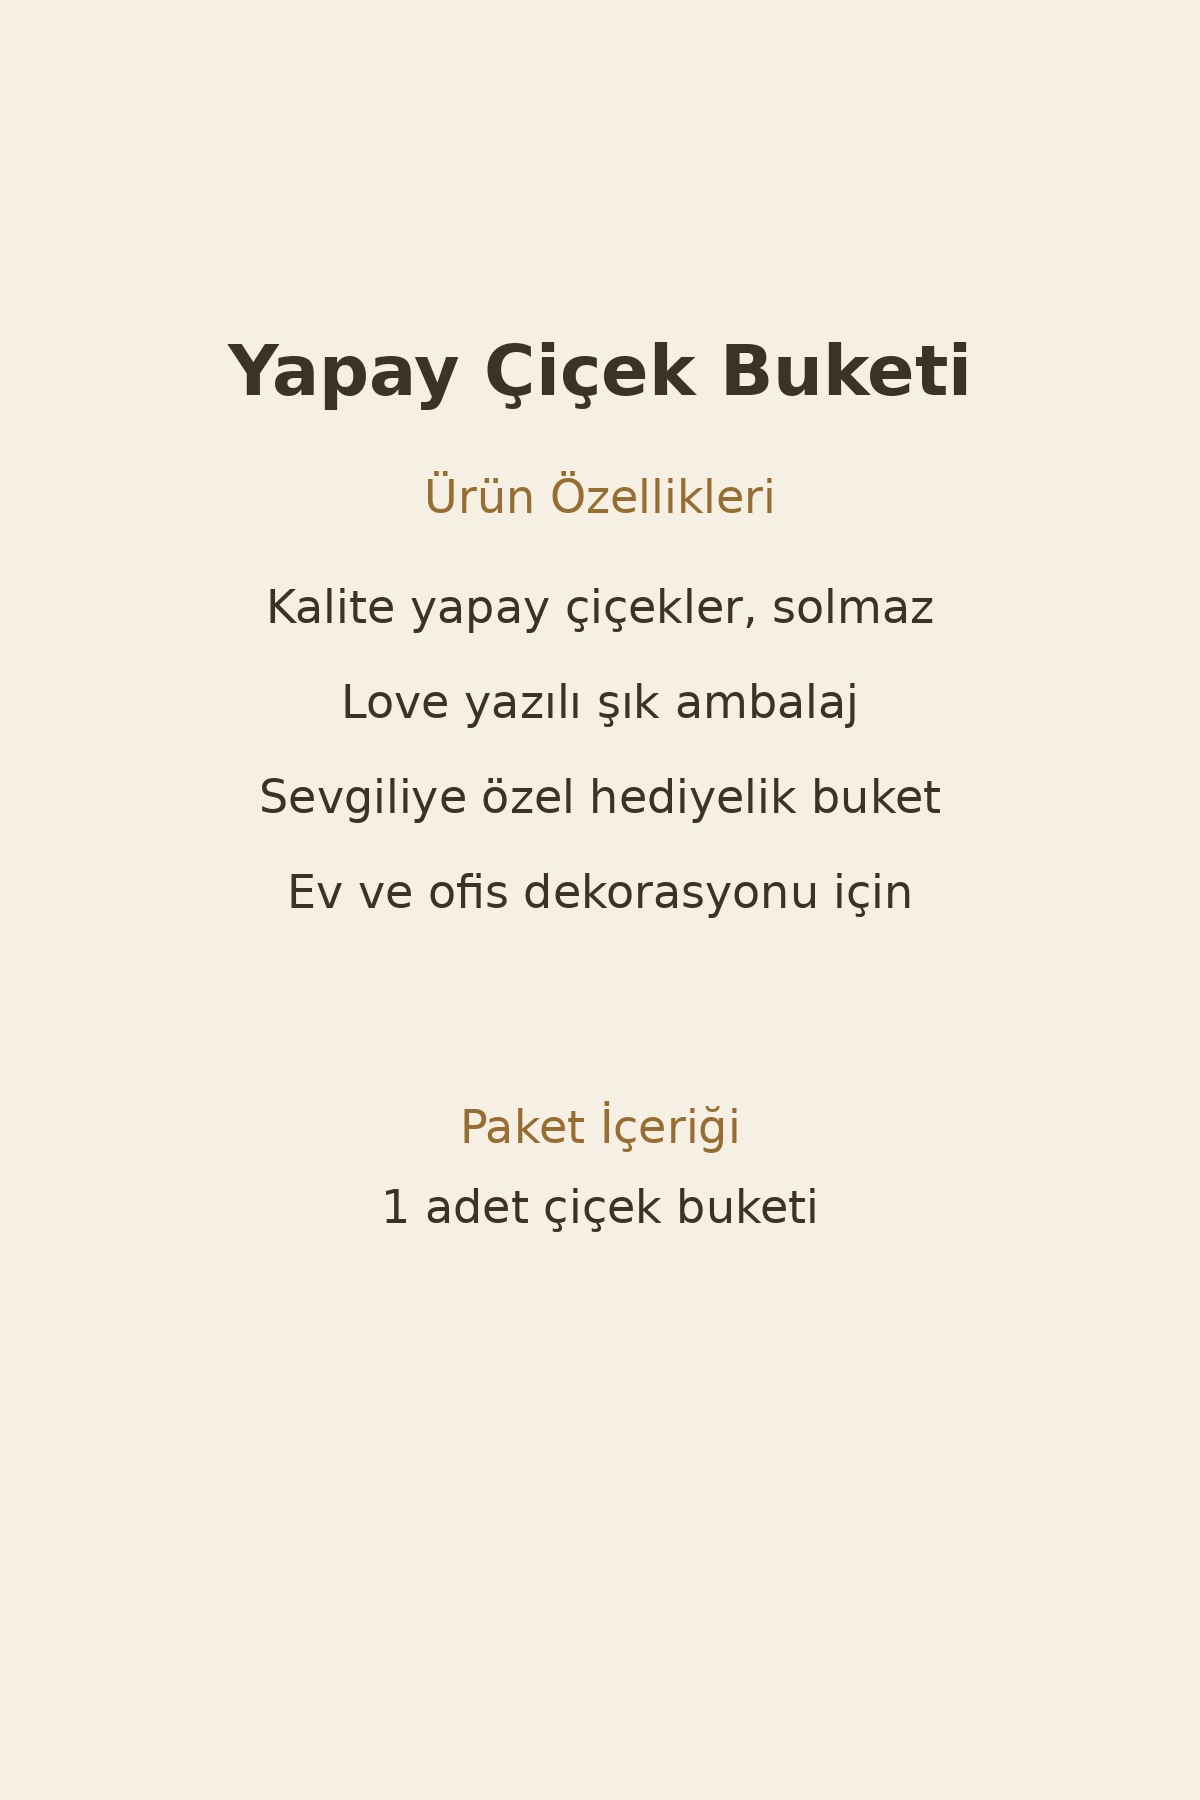 Yapay Çiçek Buketi
Ürün Özellikleri
Kalite yapay çiçekler, solmaz
Love yazılı şık ambalaj
Sevgiliye özel hediyelik buket
Ev ve ofis dekorasyonu için
Paket İçeriği
1 adet çiçek buketi